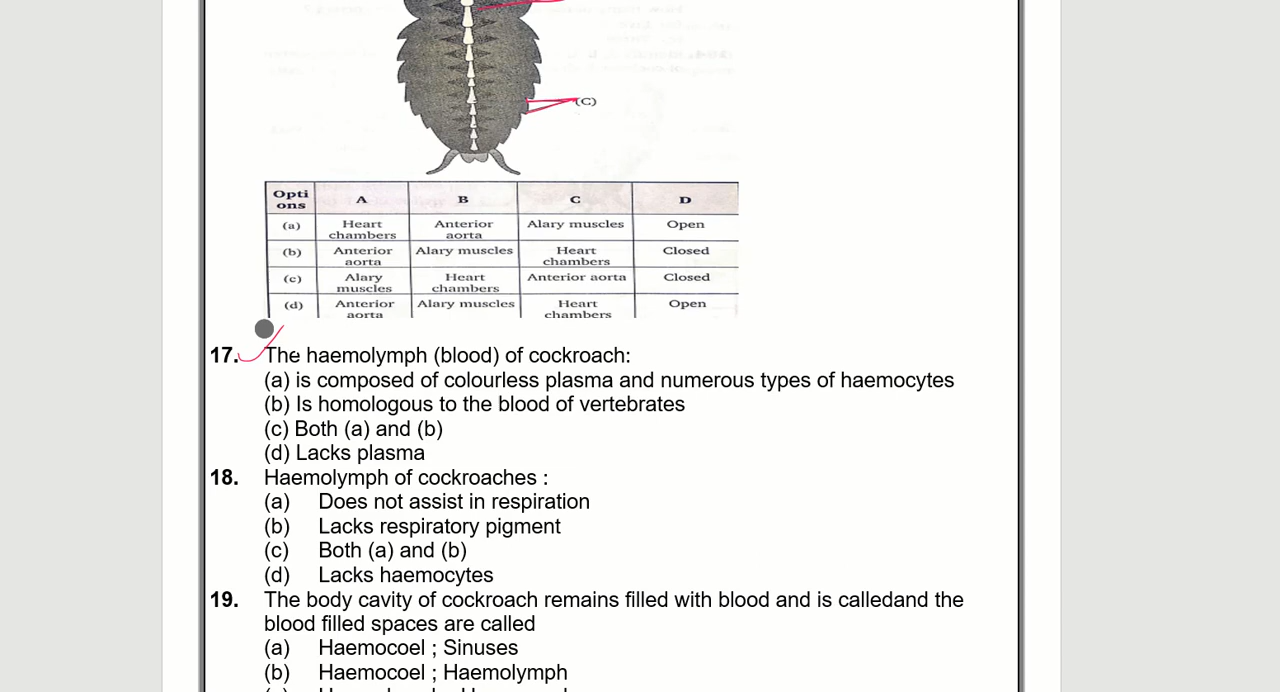 (C)
Opti ons A B C D
(a) Heart chambers Anterior aorta Alary muscles Open
(b) Anterior aorta Alary muscles Heart chambers Closed
(c) Alary muscles Heart chambers Anterior aorta Closed
(d) Anterior aorta Alary muscles Heart chambers Open
17. The haemolymph (blood) of cockroach:
(a) is composed of colourless plasma and numerous types of haemocytes
(b) Is homologous to the blood of vertebrates
(c) Both (a) and (b)
(d) Lacks plasma
18. Haemolymph of cockroaches :
(a) Does not assist in respiration
(b) Lacks respiratory pigment
(c) Both (a) and (b)
(d) Lacks haemocytes
19. The body cavity of cockroach remains filled with blood and is calledand the
blood filled spaces are called
(a) Haemocoel ; Sinuses
(b) Haemocoel ; Haemolymph